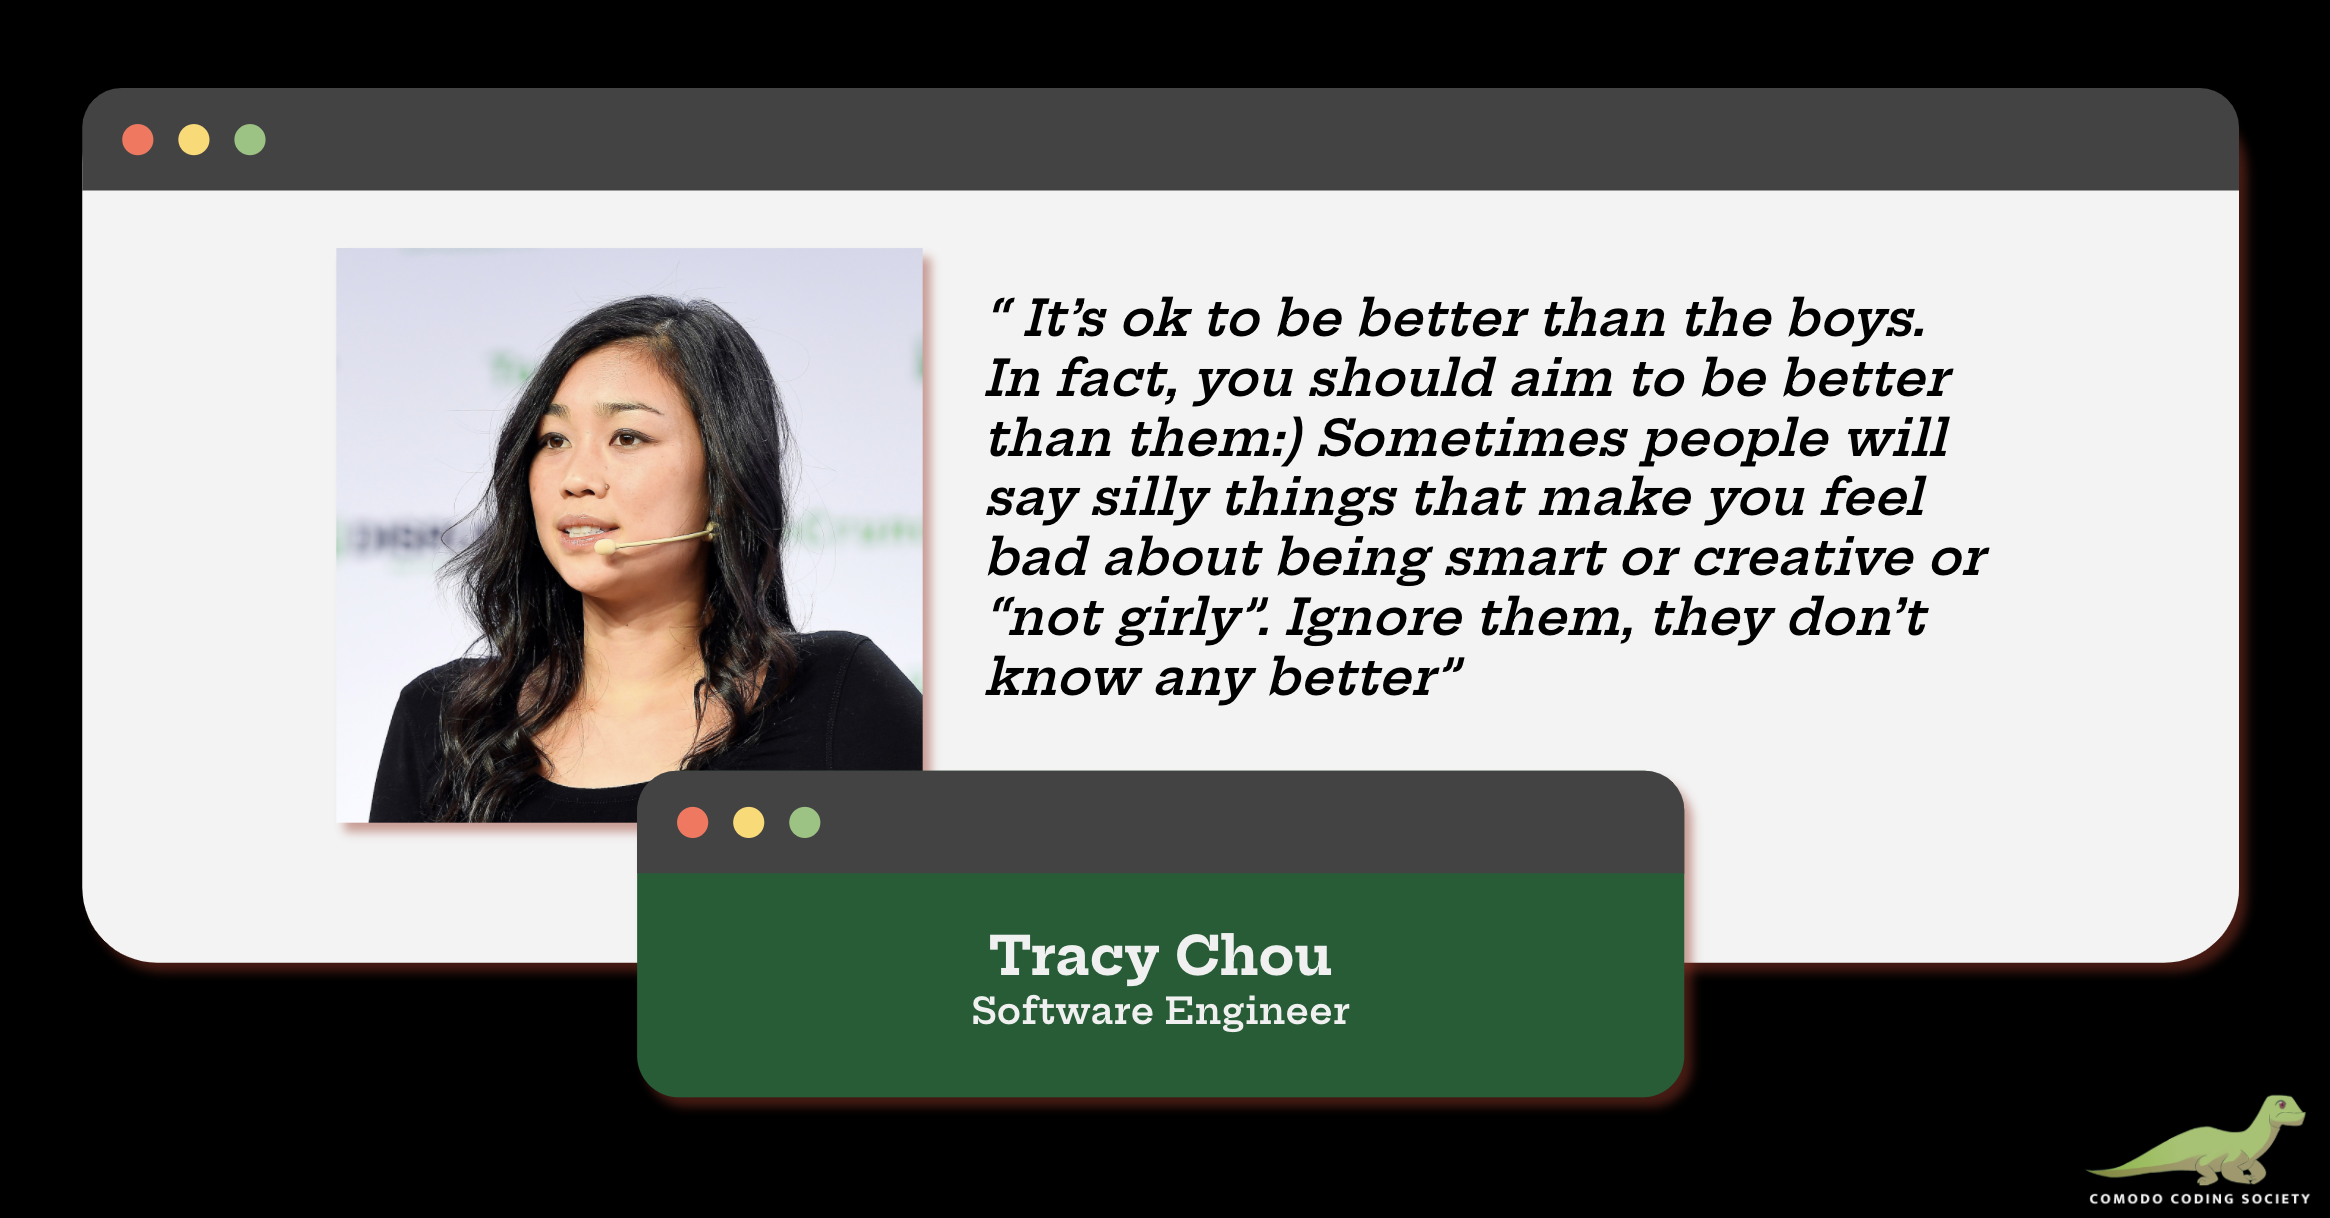 “ It’s ok to be better than the boys.
In fact, you should aim to be better
than them:) Sometimes people will
say silly things that make you feel
bad about being smart or creative or
“not girly”. Ignore them, they don’t
know any better”
Tracy Chou
Software Engineer
COMODO CODING SOCIETY